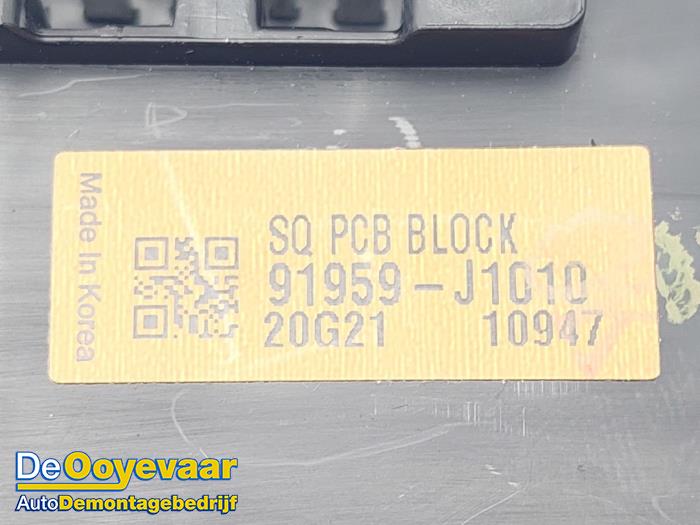 Made In Korea
SQ PCB BLOCK
91959-J1010
20G21 10947
DeOoyevaar
AutoDemontagebedrijf